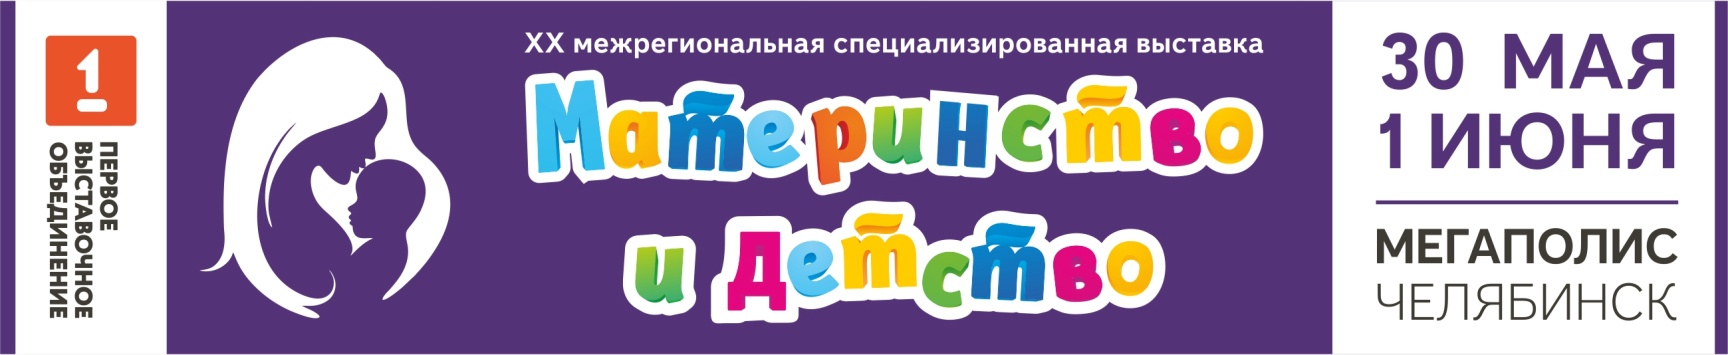 1
ПЕРВОЕ
ВЫСТАВОЧНОЕ
ОБЪЕДИНЕНИЕ
XX межрегиональная специализированная выставка
Материнство
и Детство
30 МАЯ
1 ИЮНЯ
МЕГАПОЛИС
ЧЕЛЯБИНСК